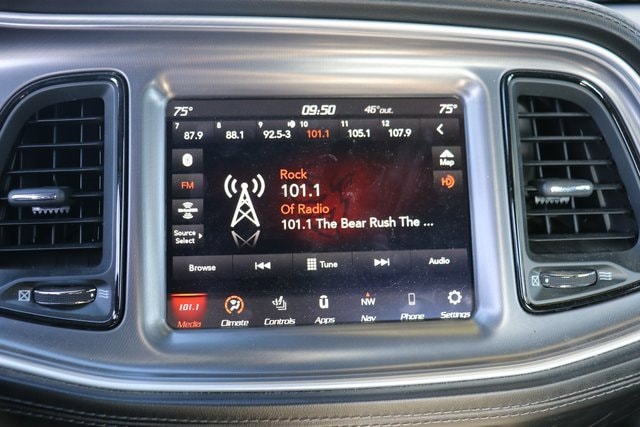 75° 09:50 46° out. 75°
7 8 9 10 11 12
87.9 88.1 92.5-3 101.1 105.1 107.9
Rock
101.1
Of Radio
101.1 The Bear Rush The ...
FM
Source
Select
Map
HD
Browse Tune Audio
101.1 NW
Media Climate Controls Apps Nav Phone Settings